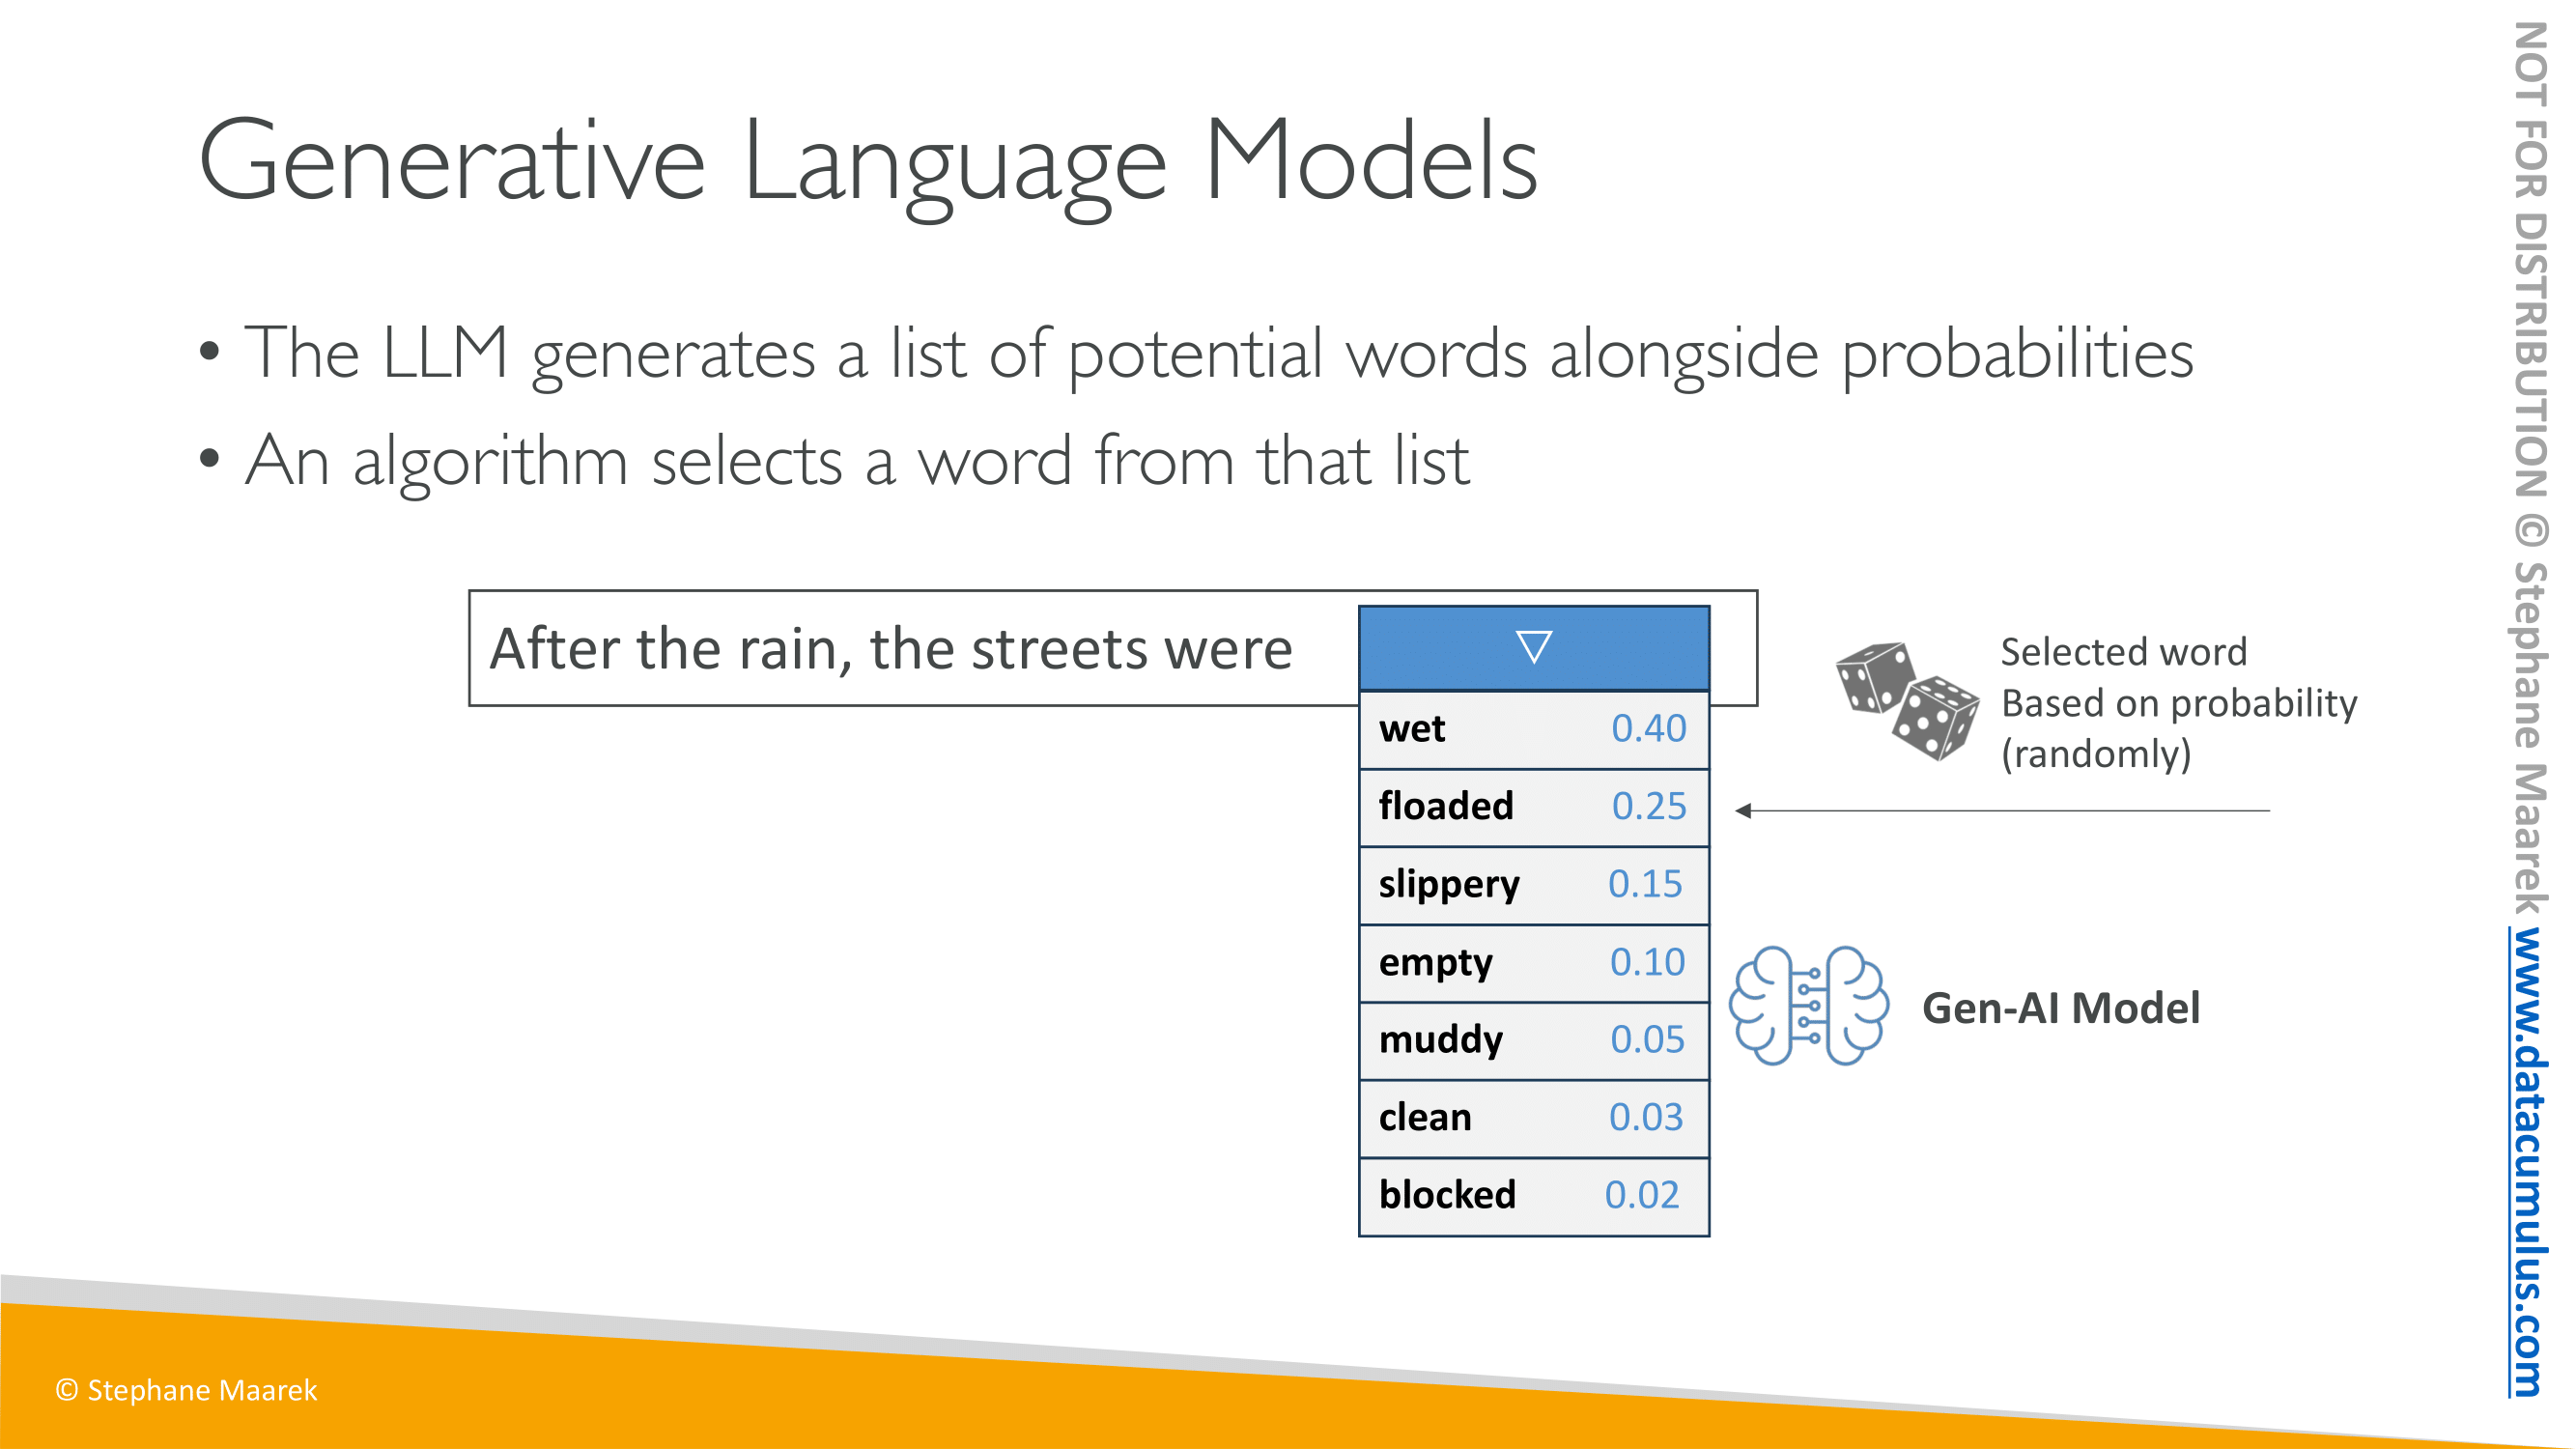 Generative Language Models
• The LLM generates a list of potential words alongside probabilities
• An algorithm selects a word from that list
After the rain, the streets were
wet 0.40
floaded 0.25
slippery 0.15
empty 0.10
muddy 0.05
clean 0.03
blocked 0.02
Selected word
Based on probability
(randomly)
Gen-AI Model
© Stephane Maarek
NOT FOR DISTRIBUTION © Stephane Maarek www.datacumulus.com